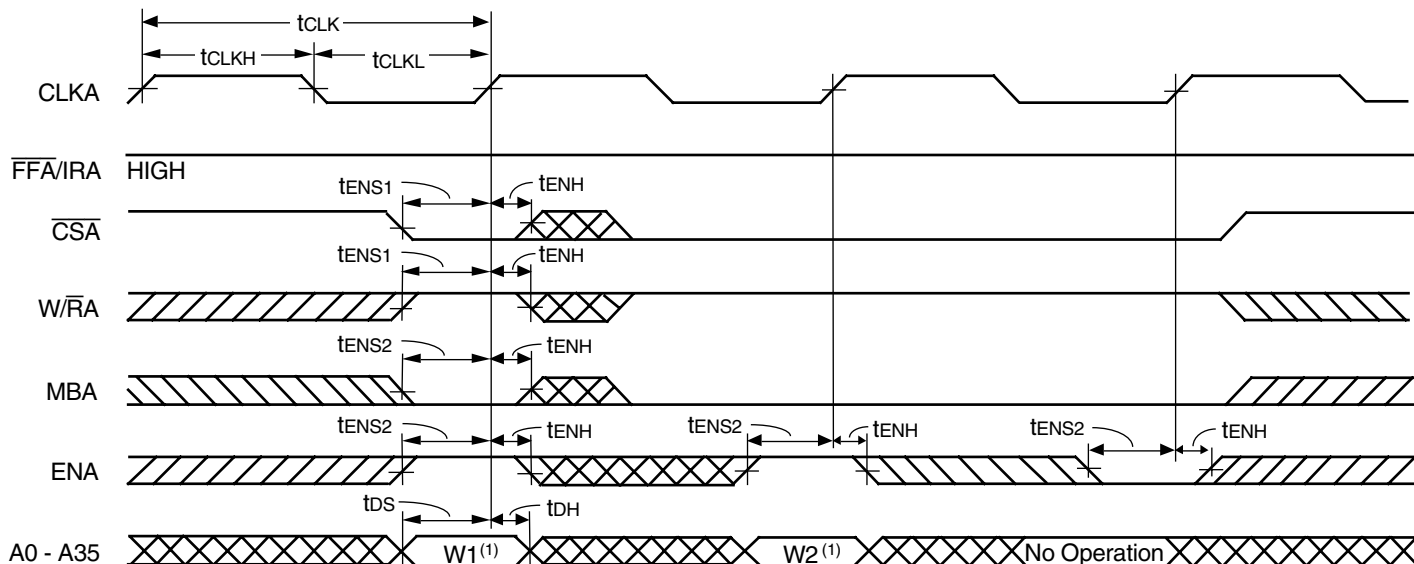 tCLK
tCLKH tCLKL
CLKA
FFA/IRA HIGH
tENS1 tENH
CSA
tENS1 tENH
W/RA
tENS2 tENH
MBA
tENS2 tENH tENS2 tENH tENS2 tENH
ENA
tDS tDH
A0 - A35 W1(1) W2(1) No Operation